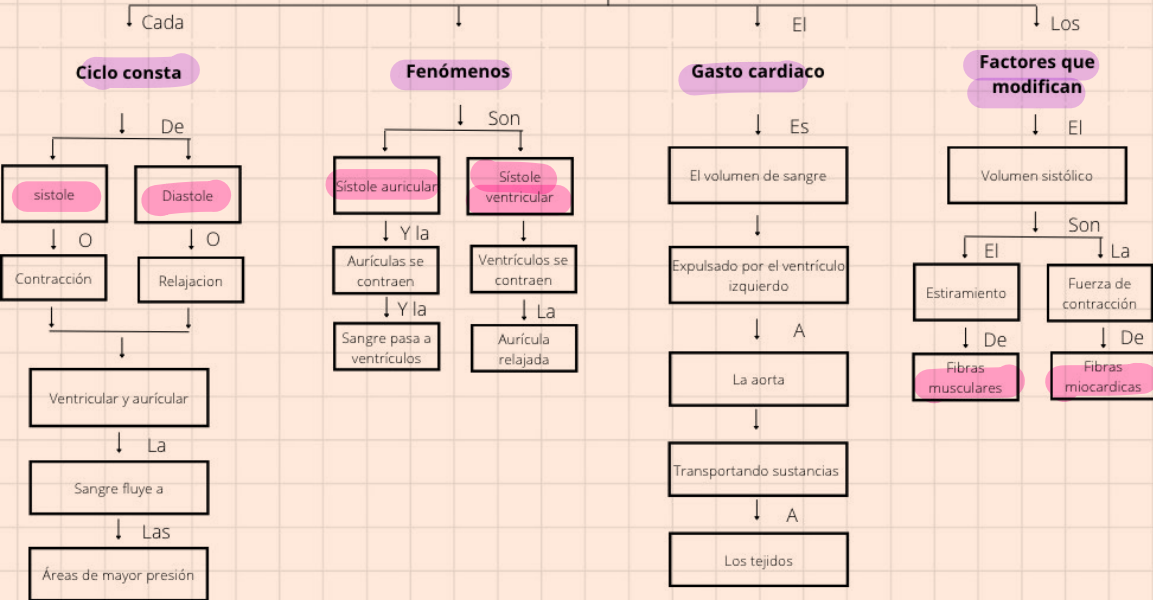 Cada
Ciclo consta
De
sistole
Diastole
O
O
Contracción
Relajacion
Ventricular y aurícular
La
Sangre fluye a
Las
Áreas de mayor presión
Fenómenos
Son
Sístole auricular
Sístole
ventricular
Y la
Aurículas se
contraen
Ventrículos se
contraen
Y la
La
Sangre pasa a
ventrículos
Aurícula
relajada
El
Gasto cardiaco
Es
El volumen de sangre
Expulsado por el ventrículo
izquierdo
A
La aorta
Transportando sustancias
A
Los tejidos
Los
Factores que
modifican
El
Volumen sistólico
Son
El
La
Estiramiento
Fuerza de
contracción
De
De
Fibras
musculares
Fibras
miocardicas